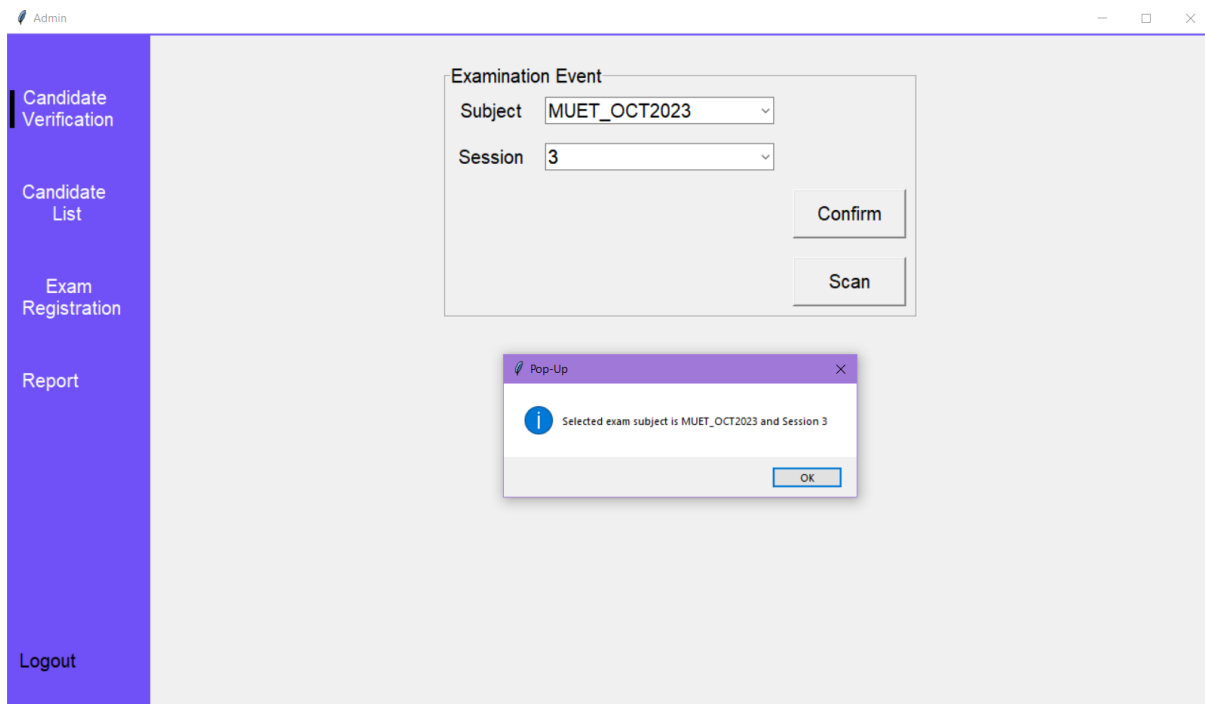 Admin
Candidate
Verification
Candidate
List
Exam
Registration
Report
Logout
Examination Event
Subject MUET_OCT2023
Session 3
Confirm
Scan
Pop-Up
Selected exam subject is MUET_OCT2023 and Session 3
OK